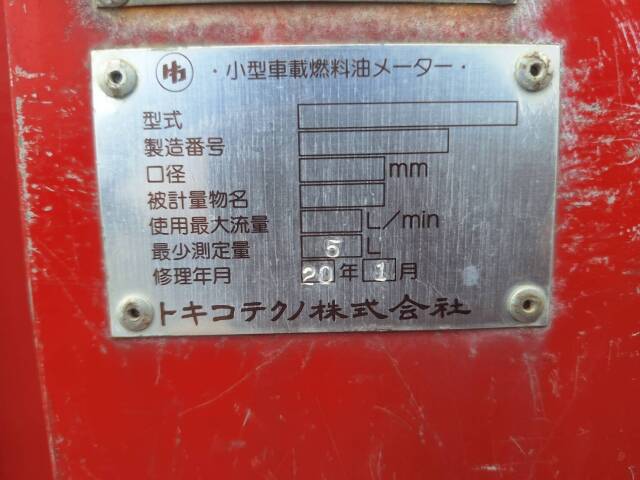 ・小型車載燃料油メーター・
型式
製造番号
口径 mm
被計量物名
使用最大流量 L/min
最少測定量 5 L
修理年月 20年1月
トキコテクノ株式会社